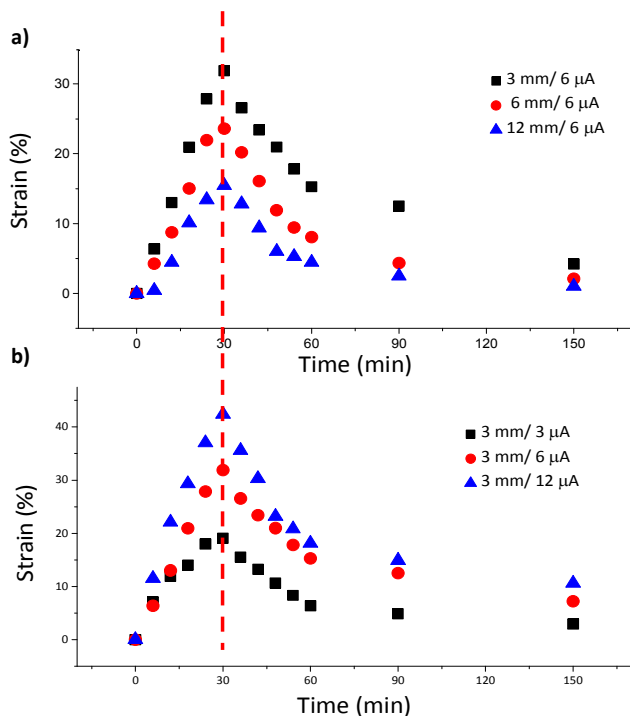 a)
3 mm/ 6 μA
6 mm/ 6 μA
12 mm/ 6 μA
Strain (%)
30
20
10
0
0 30 60 90 120 150
Time (min)
b)
3 mm/ 3 μA
3 mm/ 6 μA
3 mm/ 12 μA
Strain (%)
40
30
20
10
0
0 30 60 90 120 150
Time (min)